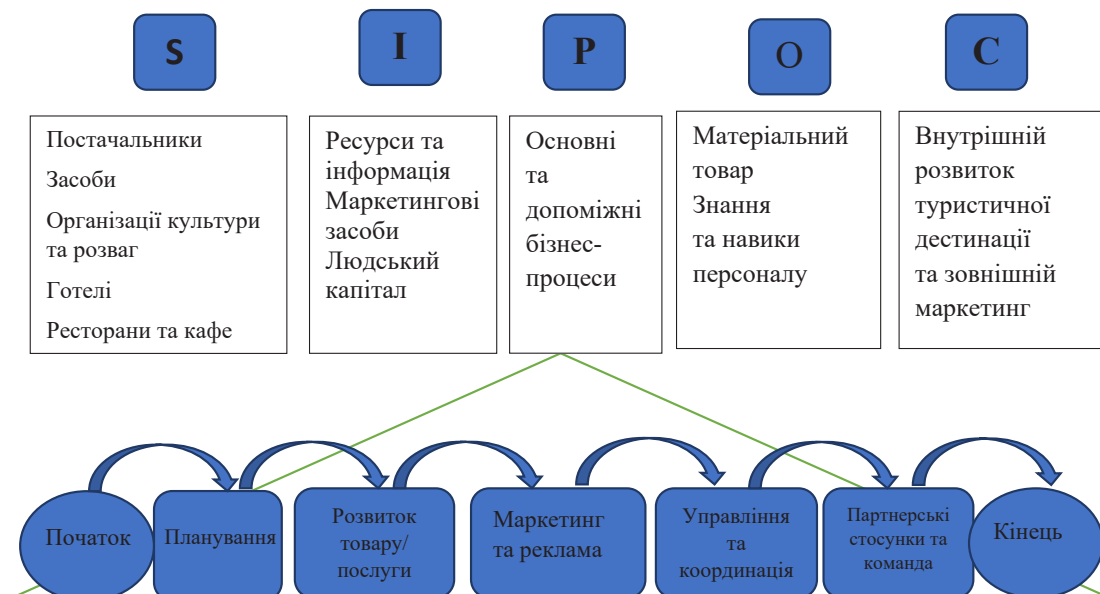 S
I
P
O
C
Постачальники
Засоби
Організації культури
та розваг
Готелі
Ресторани та кафе
Ресурси та
інформація
Маркетингові
засоби
Людський
капітал
Основні
та
допоміжні
бізнес-
процеси
Матеріальний
товар
Знання
та навики
персоналу
Внутрішній
розвиток
туристичної
дестинації
та зовнішній
маркетинг
Початок
Планування
Розвиток
товару/
послуги
Маркетинг
та реклама
Управління
та
координація
Партнерські
стосунки та
команда
Кінець